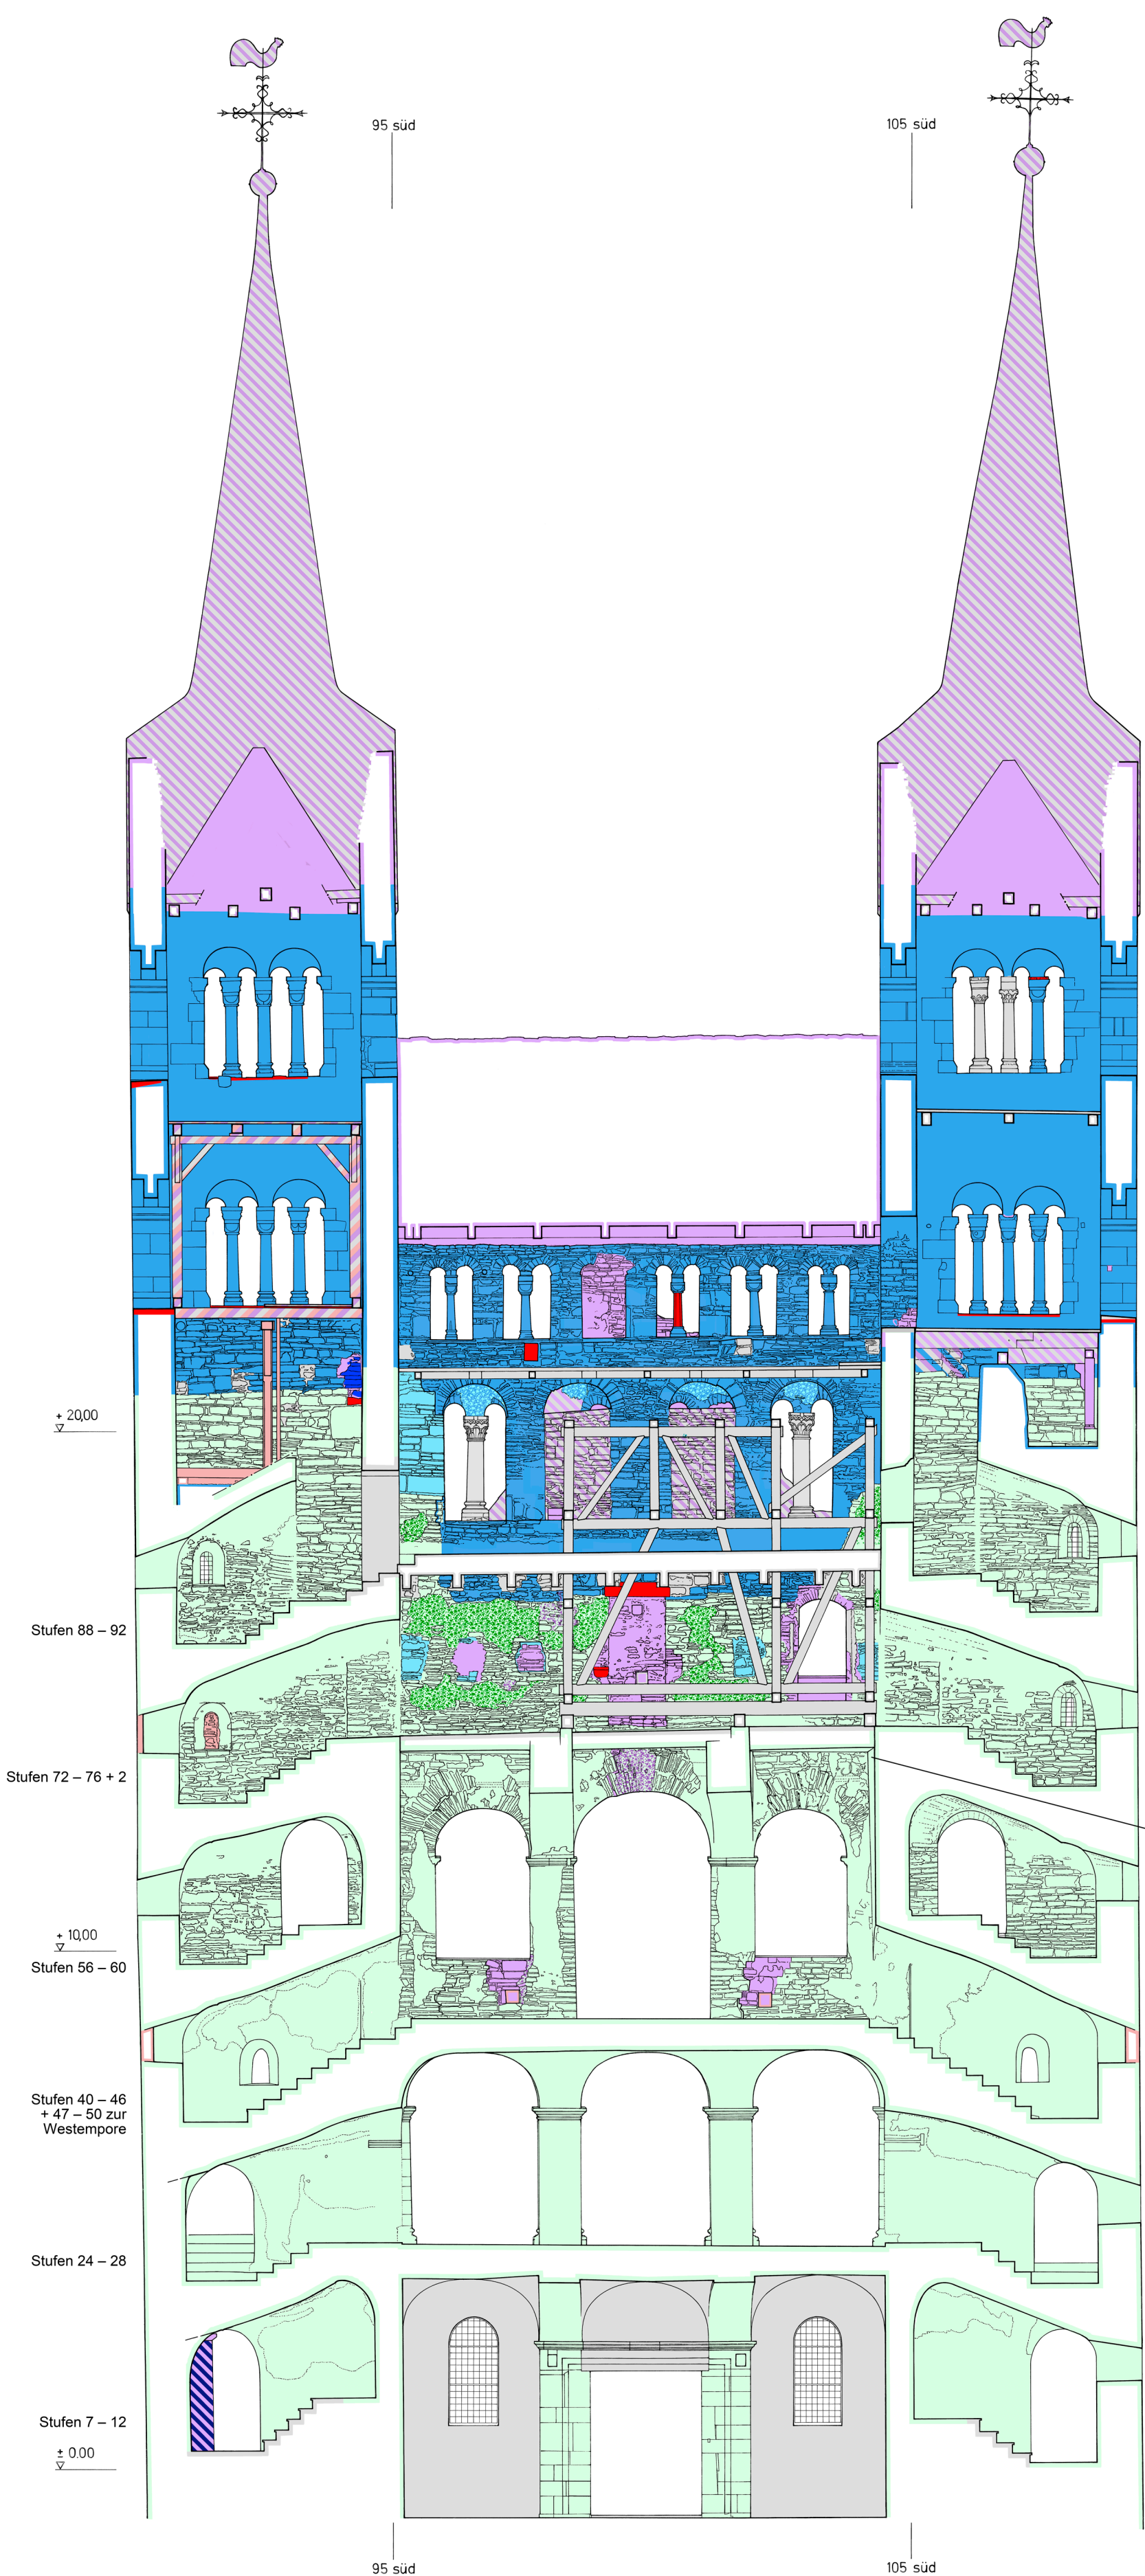 95 süd
105 süd
+ 20,00
Stufen 88 – 92
Stufen 72 – 76 + 2
+ 10,00
Stufen 56 – 60
Stufen 40 – 46
+ 47 – 50 zur
Westempore
Stufen 24 – 28
Stufen 7 – 12
± 0.00
95 süd
105 süd